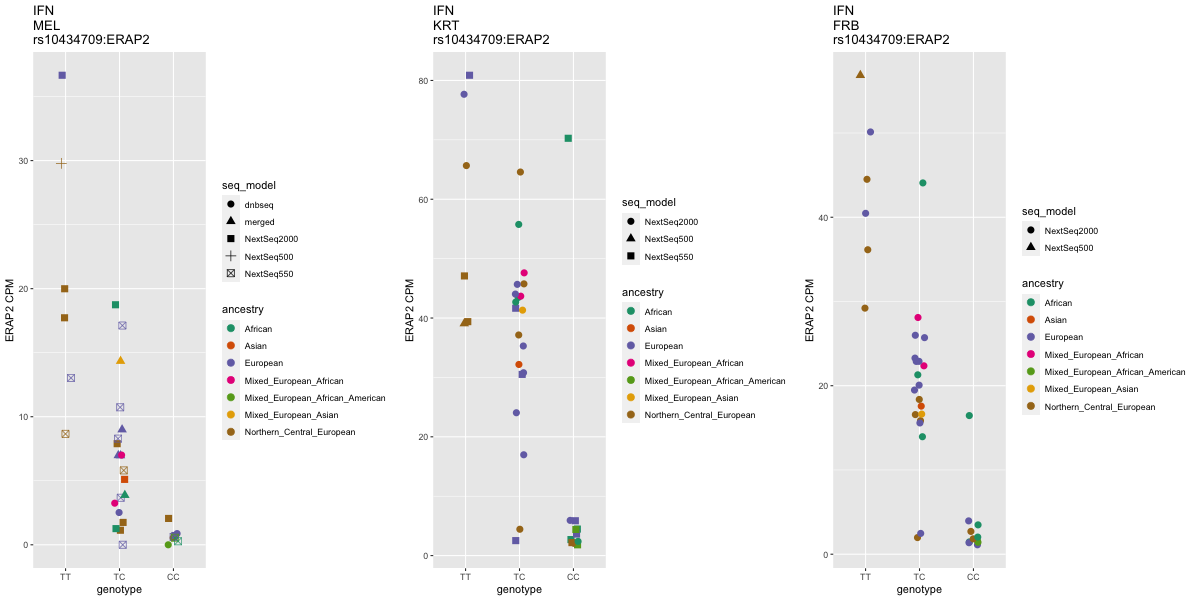 IFN
MEL
rs10434709:ERAP2
ERAP2 CPM
30
20
10
0
TT
TC
CC
genotype
seq_model
dnbseq
merged
NextSeq2000
NextSeq500
NextSeq550
ancestry
African
Asian
European
Mixed_European_African
Mixed_European_African_American
Mixed_European_Asian
Northern_Central_European
IFN
KRT
rs10434709:ERAP2
ERAP2 CPM
80
60
40
20
0
TT
TC
CC
genotype
seq_model
NextSeq2000
NextSeq500
NextSeq550
ancestry
African
Asian
European
Mixed_European_African
Mixed_European_African_American
Mixed_European_Asian
Northern_Central_European
IFN
FRB
rs10434709:ERAP2
ERAP2 CPM
40
20
0
TT
TC
CC
genotype
seq_model
NextSeq2000
NextSeq500
ancestry
African
Asian
European
Mixed_European_African
Mixed_European_African_American
Mixed_European_Asian
Northern_Central_European